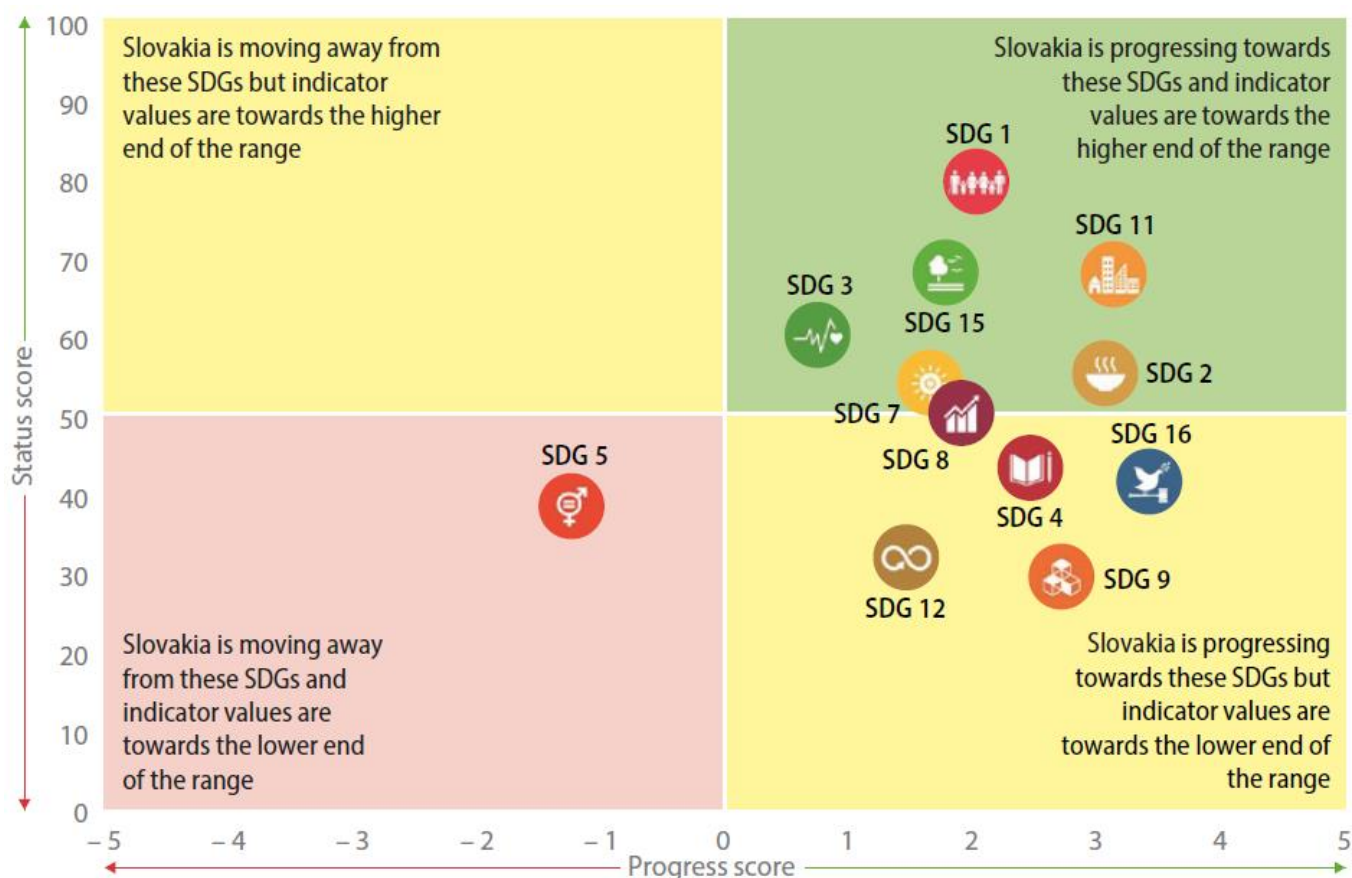 100
90
80
70
60
50
40
30
20
10
0
Status score
Slovakia is moving away from
these SDGs but indicator
values are towards the higher
end of the range
Slovakia is progressing towards
these SDGs and indicator
values are towards the
higher end of the range
SDG 1
SDG 11
SDG 3
SDG 15
SDG 2
SDG 7
SDG 8
SDG 16
SDG 5
SDG 4
SDG 12
SDG 9
Slovakia is moving away
from these SDGs and
indicator values are
towards the lower end
of the range
Slovakia is progressing
towards these SDGs but
indicator values are
towards the lower end of
the range
– 5
– 4
– 3
– 2
– 1
0
1
2
3
4
5
Progress score